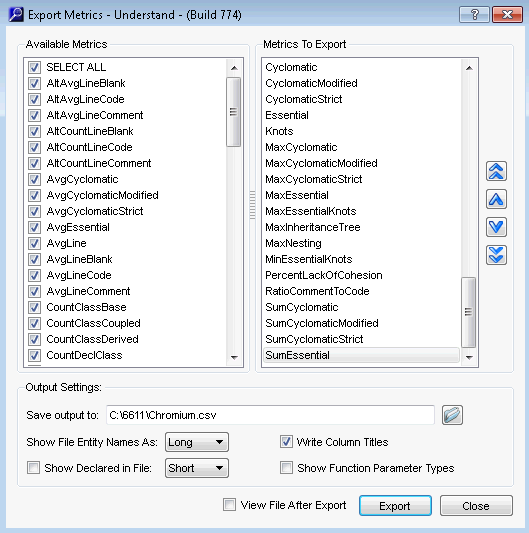 Export Metrics - Understand - (Build 774)
Available Metrics
SELECT ALL
AltAvgLineBlank
AltAvgLineCode
AltAvgLineComment
AltCountLineBlank
AltCountLineCode
AltCountLineComment
AvgCyclomatic
AvgCyclomaticModified
AvgCyclomaticStrict
AvgEssential
AvgLine
AvgLineBlank
AvgLineCode
AvgLineComment
CountClassBase
CountClassCoupled
CountClassDerived
CountDeclClass
Metrics To Export
Cyclomatic
CyclomaticModified
CyclomaticStrict
Essential
Knots
MaxCyclomatic
MaxCyclomaticModified
MaxCyclomaticStrict
MaxEssential
MaxEssentialKnots
MaxInheritanceTree
MaxNesting
MinEssentialKnots
PercentLackOfCohesion
RatioCommentToCode
SumCyclomatic
SumCyclomaticModified
SumCyclomaticStrict
SumEssential
Output Settings:
Save output to: C:\6611\Chromium.csv
Show File Entity Names As: Long
Write Column Titles
Show Declared in File: Short
Show Function Parameter Types
View File After Export
Export
Close